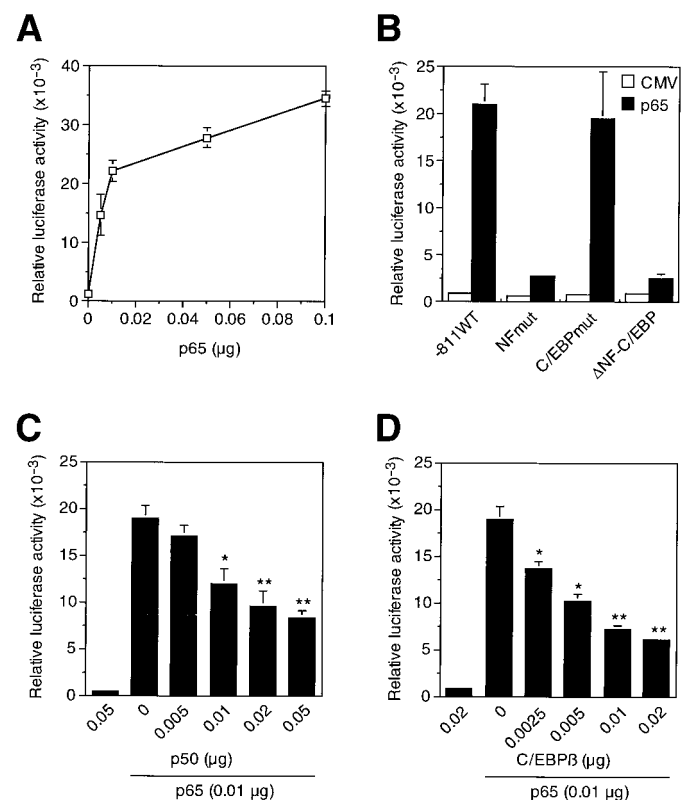 A
Relative luciferase activity (x10⁻³)
40
30
20
10
0
0
0.02
0.04
0.06
0.08
0.1
p65 (µg)
B
Relative luciferase activity (x10⁻³)
25
20
15
10
5
0
CMV
p65
-811WT
NFmut
C/EBPmut
ΔNF-C/EBP
C
Relative luciferase activity (x10⁻³)
25
20
15
10
5
0
*
**
**
0.05
0
0.005
0.01
0.02
0.05
p50 (µg)
p65 (0.01 µg)
D
Relative luciferase activity (x10⁻³)
25
20
15
10
5
0
*
*
**
**
0.02
0
0.0025
0.005
0.01
0.02
C/EBPß (µg)
p65 (0.01 µg)